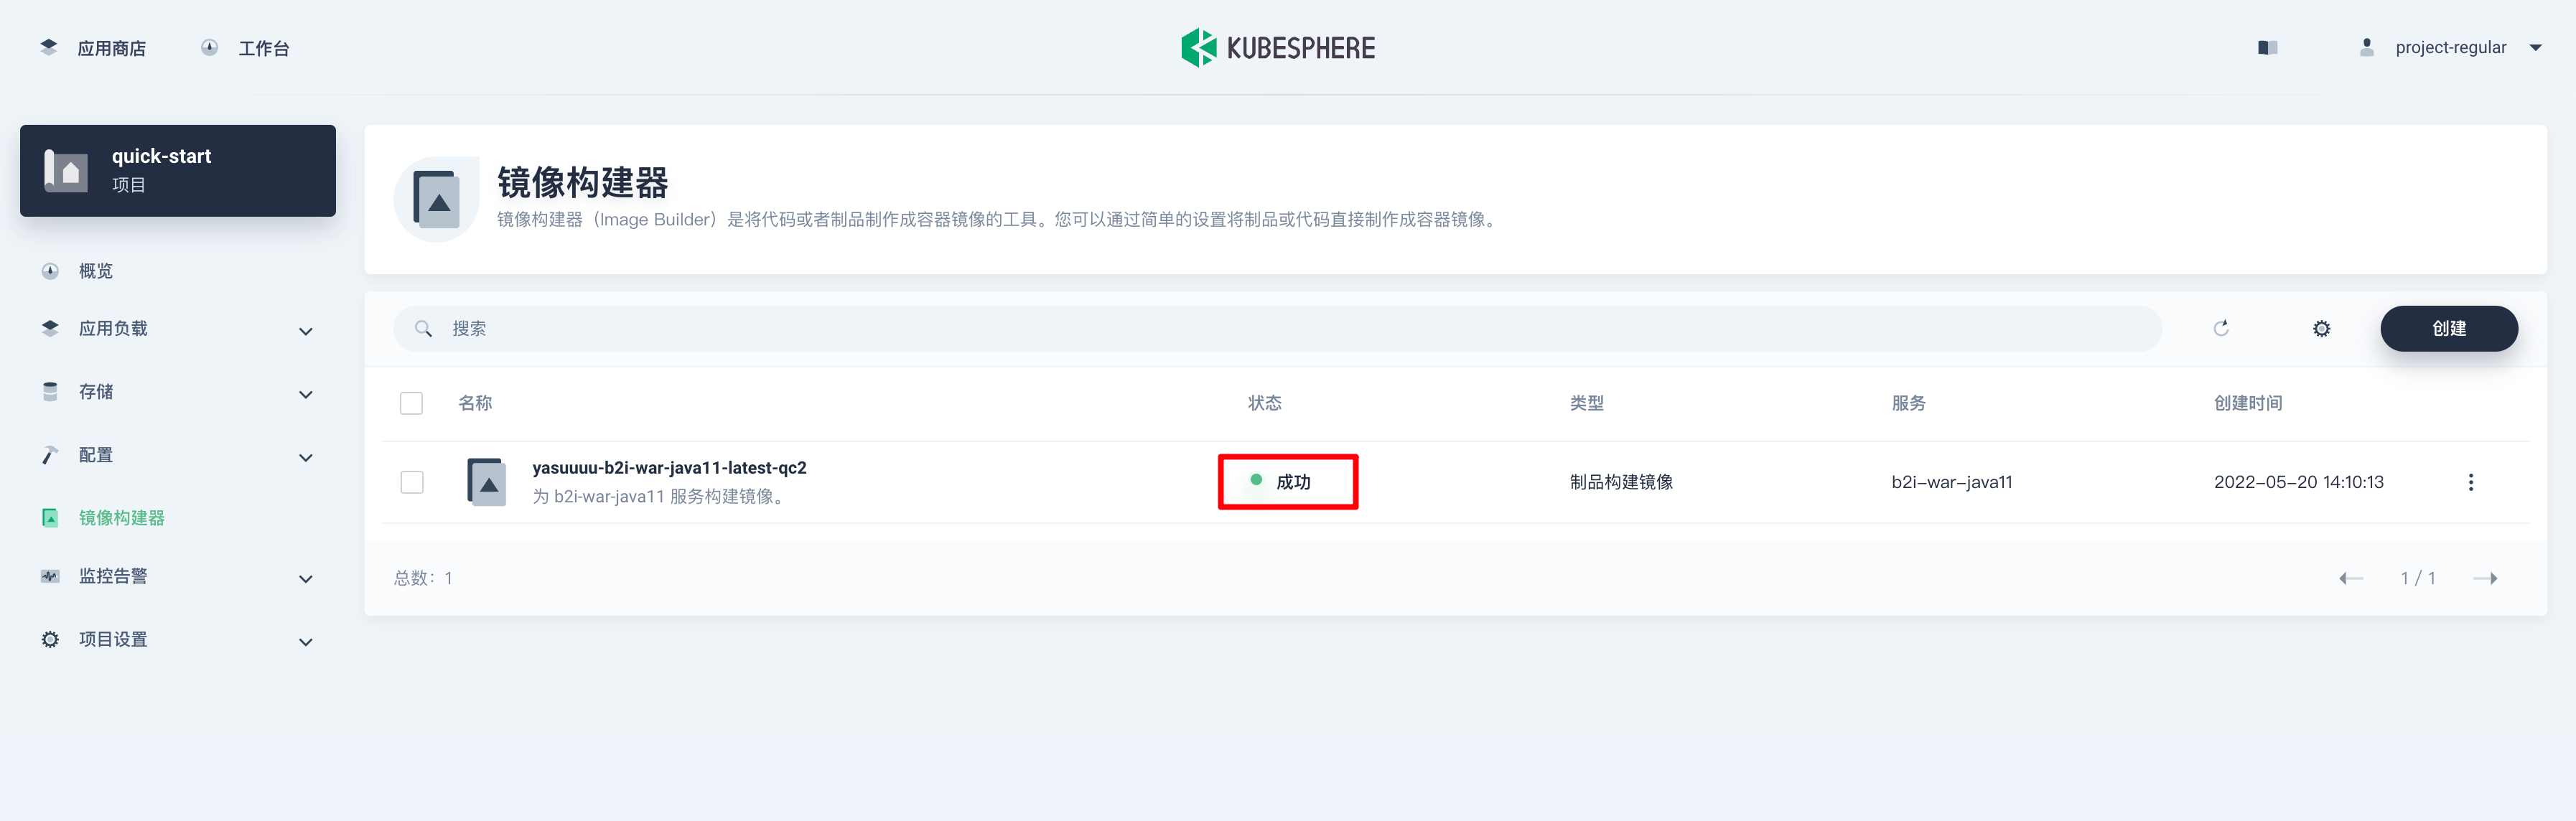 应用商店
工作台
KUBESPHERE
project-regular
quick-start
项目
概览
应用负载
存储
配置
镜像构建器
监控告警
项目设置
镜像构建器
镜像构建器（Image Builder）是将代码或者制品制作成容器镜像的工具。您可以通过简单的设置将制品或代码直接制作成容器镜像。
搜索
创建
名称 状态 类型 服务 创建时间
yasuuuu-b2i-war-java11-latest-qc2
为 b2i-war-java11 服务构建镜像。
成功
制品构建镜像
b2i-war-java11
2022-05-20 14:10:13
总数：1
1 / 1